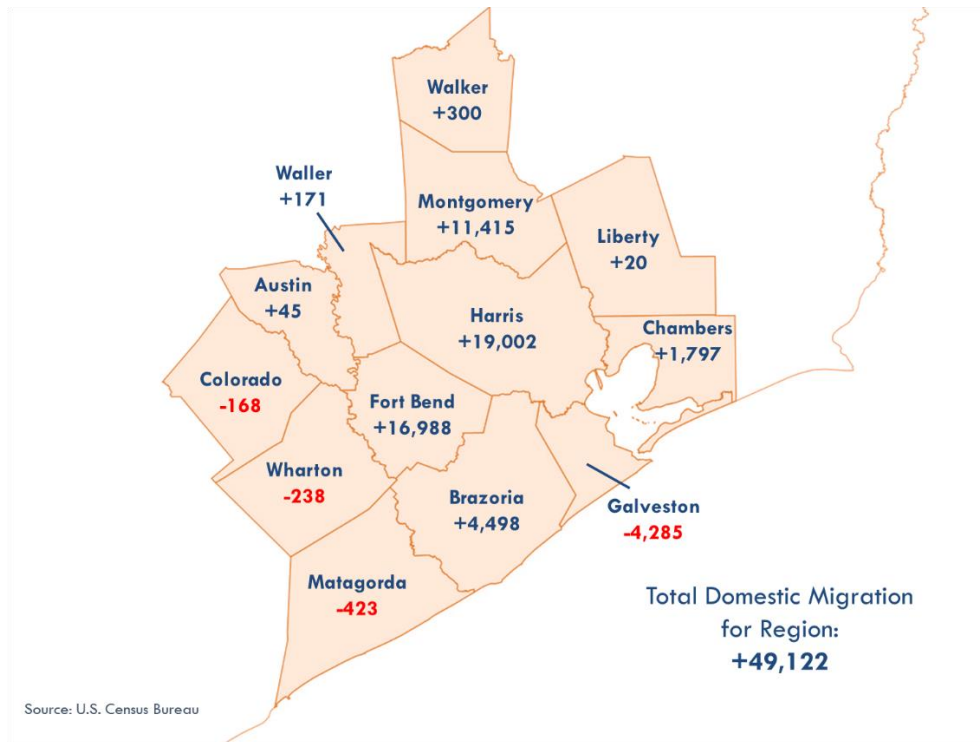 Walker
+300
Waller
+171
Montgomery
+11,415
Liberty
+20
Austin
+45
Harris
+19,002
Chambers
+1,797
Colorado
-168
Fort Bend
+16,988
Wharton
-238
Brazoria
+4,498
Galveston
-4,285
Matagorda
-423
Total Domestic Migration
for Region:
+49,122
Source: U.S. Census Bureau